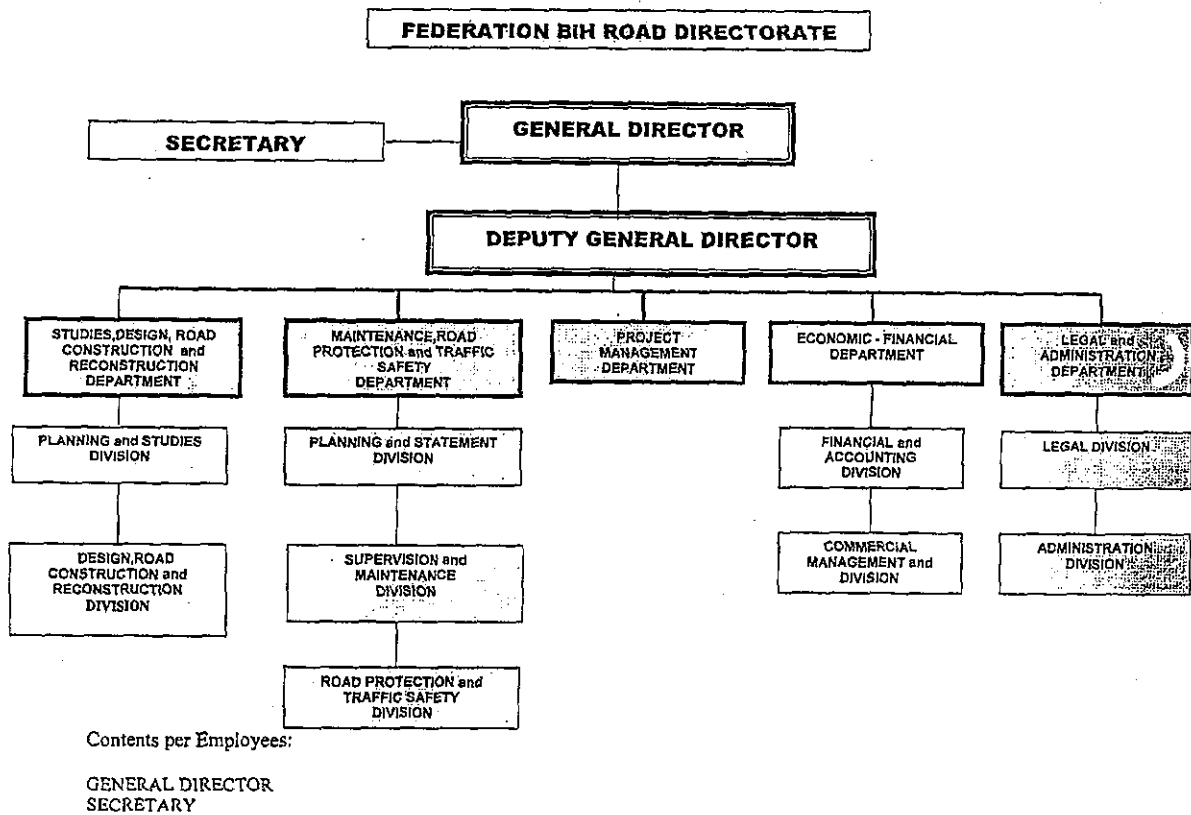 FEDERATION BIH ROAD DIRECTORATE
SECRETARY
GENERAL DIRECTOR
DEPUTY GENERAL DIRECTOR
STUDIES,DESIGN, ROAD
CONSTRUCTION and
RECONSTRUCTION
DEPARTMENT
MAINTENANCE,ROAD
PROTECTION and TRAFFIC
SAFETY
DEPARTMENT
PROJECT
MANAGEMENT
DEPARTMENT
ECONOMIC - FINANCIAL
DEPARTMENT
LEGAL and
ADMINISTRATION
DEPARTMENT
PLANNING and STUDIES
DIVISION
PLANNING and STATEMENT
DIVISION
FINANCIAL and
ACCOUNTING
DIVISION
LEGAL DIVISION
DESIGN,ROAD
CONSTRUCTION and
RECONSTRUCTION
DIVISION
SUPERVISION and
MAINTENANCE
DIVISION
COMMERCIAL
MANAGEMENT and
DIVISION
ADMINISTRATION
DIVISION
ROAD PROTECTION and
TRAFFIC SAFETY
DIVISION
Contents per Employees:
GENERAL DIRECTOR
SECRETARY